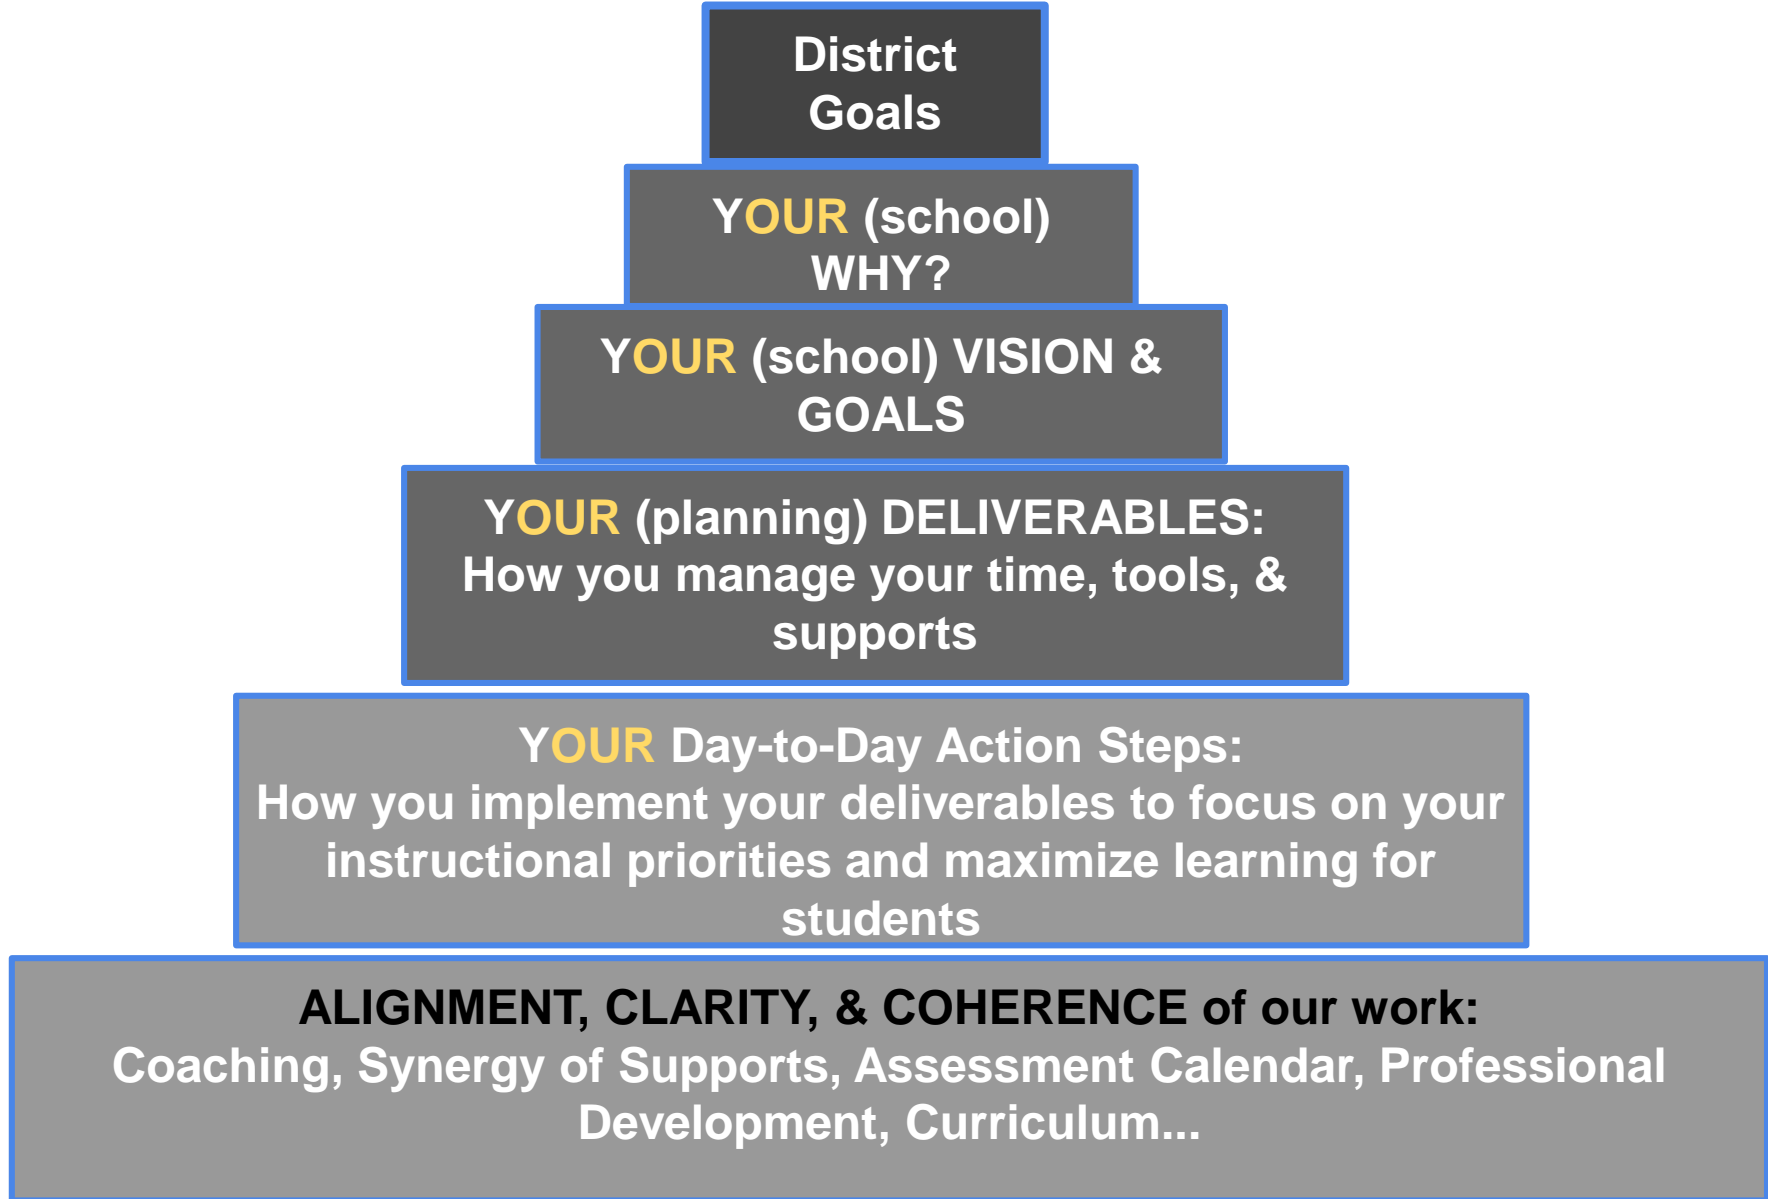 District
Goals
YOUR (school)
WHY?
YOUR (school) VISION &
GOALS
YOUR (planning) DELIVERABLES:
How you manage your time, tools, &
supports
YOUR Day-to-Day Action Steps:
How you implement your deliverables to focus on your
instructional priorities and maximize learning for
students
ALIGNMENT, CLARITY, & COHERENCE of our work:
Coaching, Synergy of Supports, Assessment Calendar, Professional
Development, Curriculum...